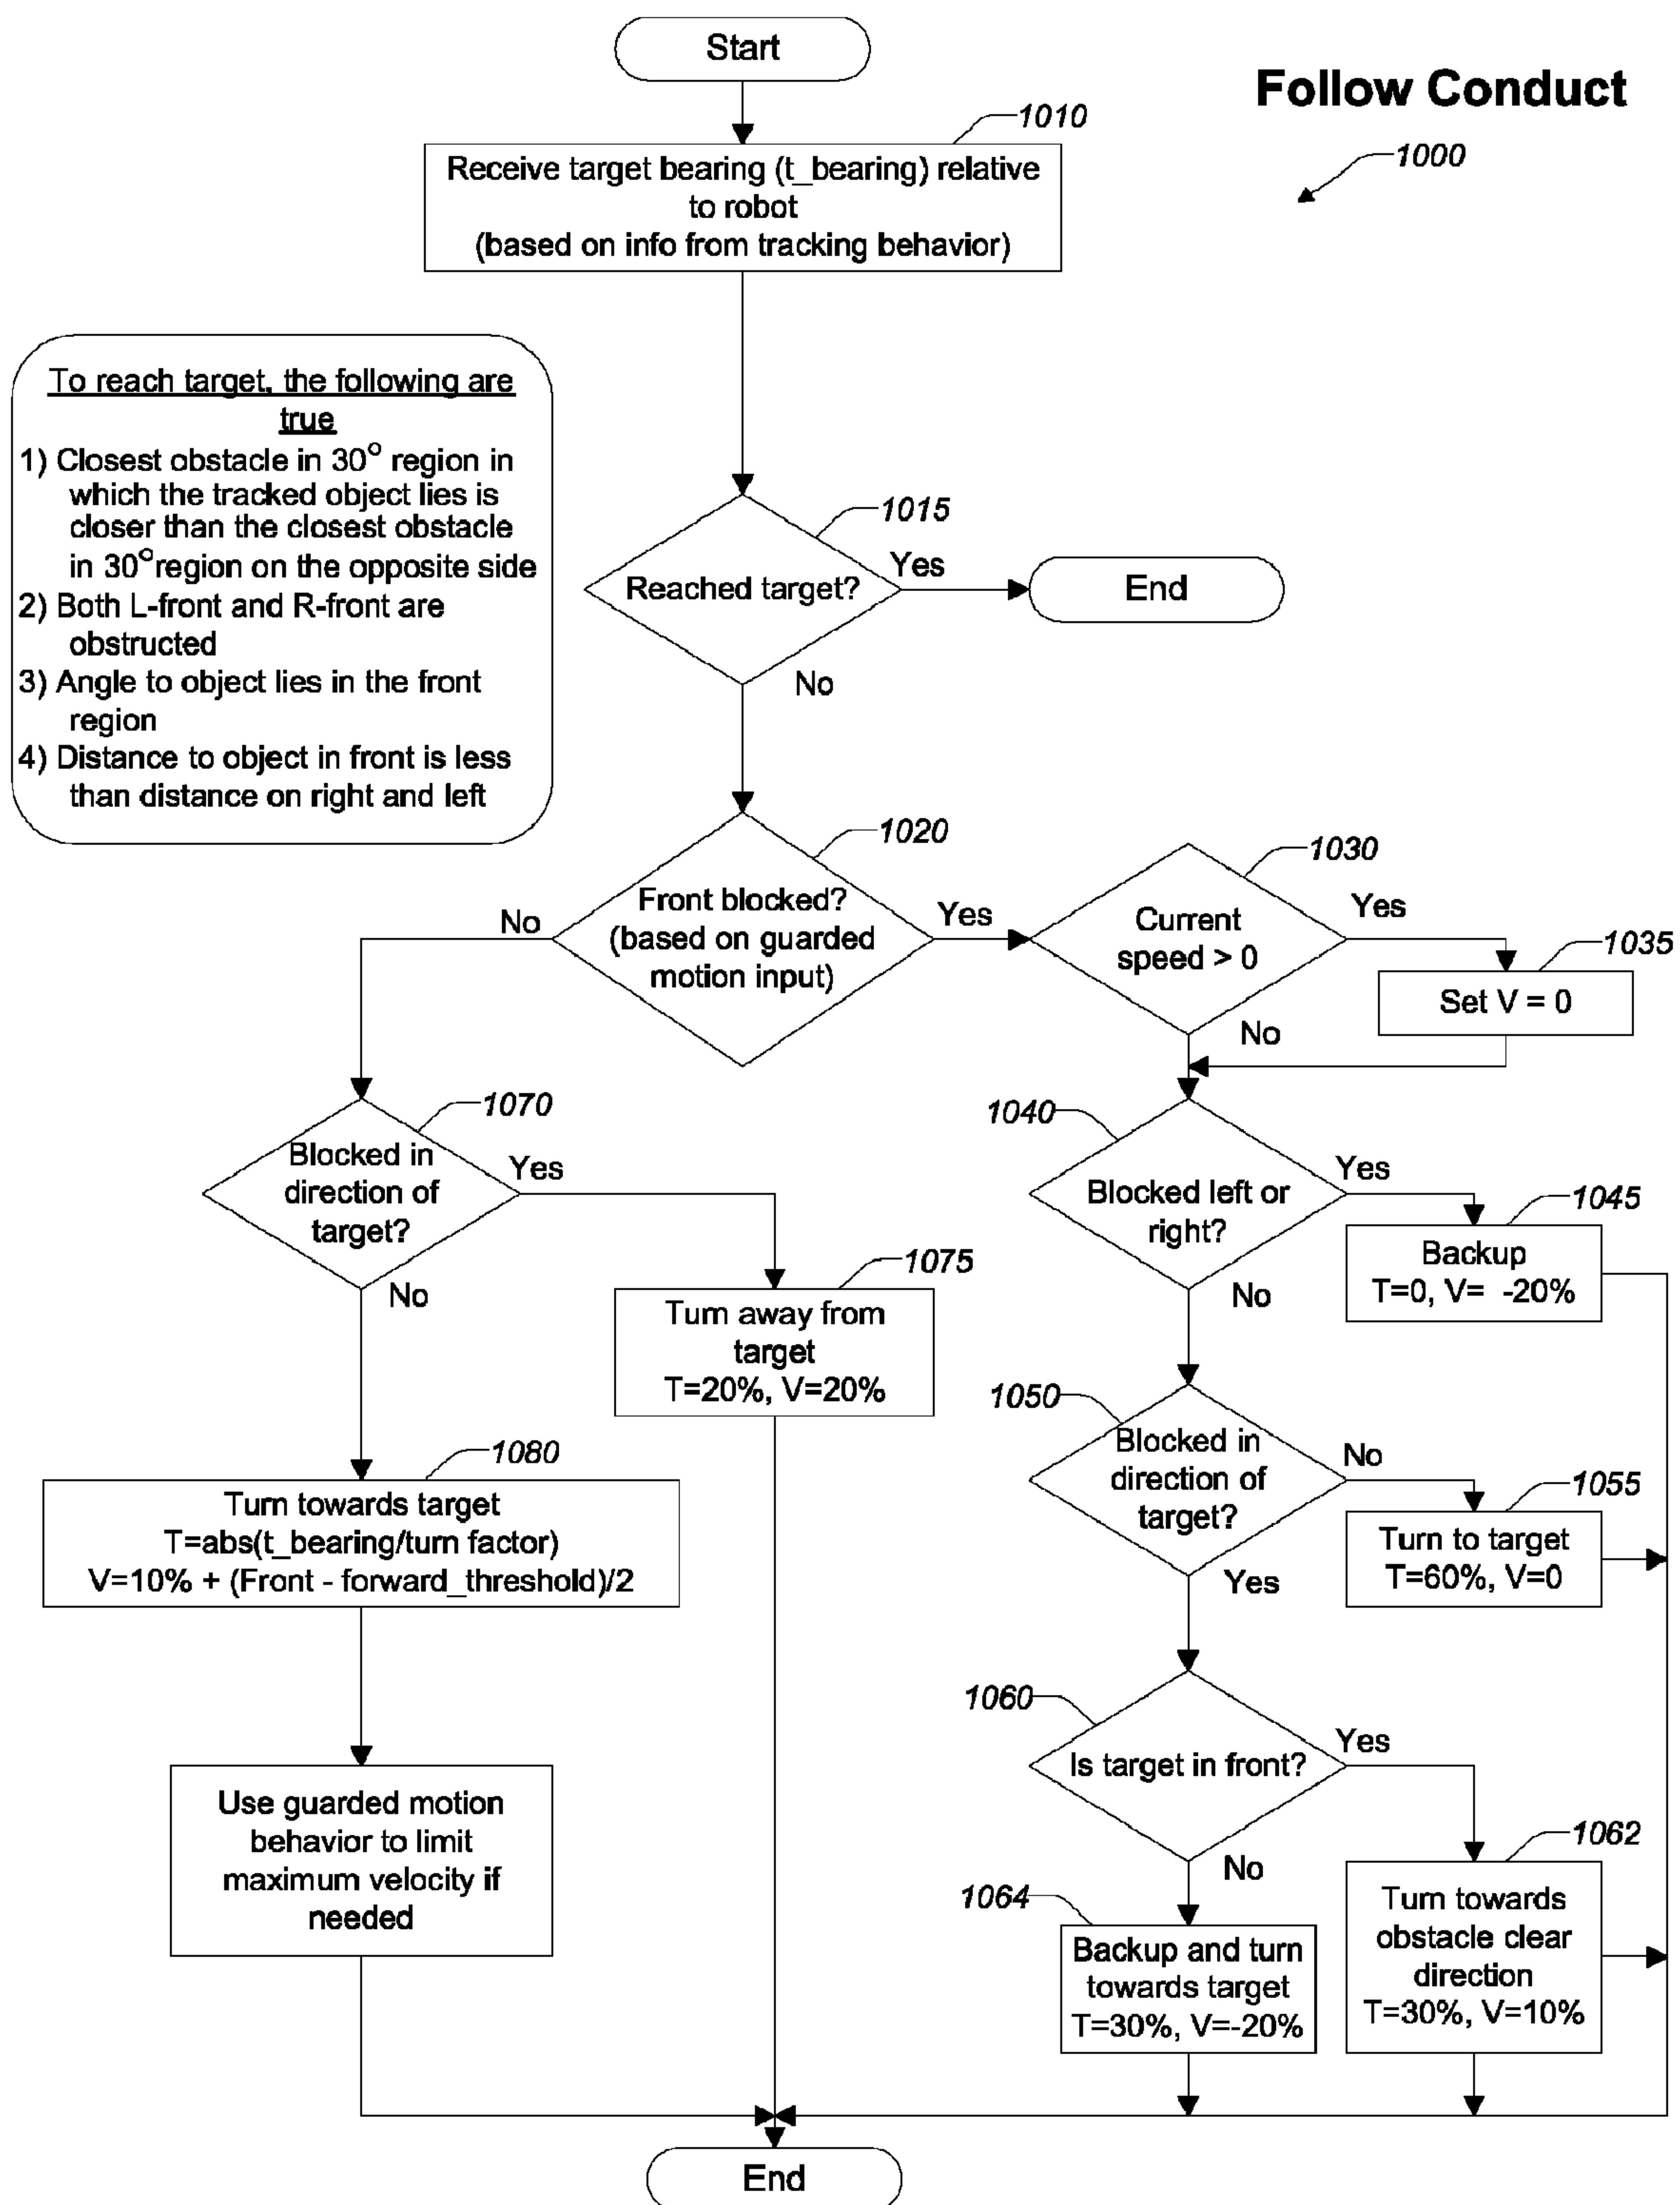 Start
Follow Conduct
1000
1010
Receive target bearing (t_bearing) relative
to robot
(based on info from tracking behavior)
To reach target, the following are
true
1) Closest obstacle in 30° region in
which the tracked object lies is
closer than the closest obstacle
in 30° region on the opposite side
2) Both L-front and R-front are
obstructed
3) Angle to object lies in the front
region
4) Distance to object in front is less
than distance on right and left
1015
Reached target?
Yes
End
No
1020
Front blocked?
(based on guarded
motion input)
No
Yes
1030
Current
speed > 0
Yes
1035
Set V = 0
No
1070
Blocked in
direction of
target?
Yes
No
1075
Turn away from
target
T=20%, V=20%
1040
Blocked left or
right?
Yes
1045
Backup
T=0, V= -20%
No
1050
Blocked in
direction of
target?
No
1055
Turn to target
T=60%, V=0
Yes
1080
Turn towards target
T=abs(t_bearing/turn factor)
V=10% + (Front - forward_threshold)/2
Use guarded motion
behavior to limit
maximum velocity if
needed
1060
Is target in front?
Yes
1062
Turn towards
obstacle clear
direction
T=30%, V=10%
No
1064
Backup and turn
towards target
T=30%, V=-20%
End